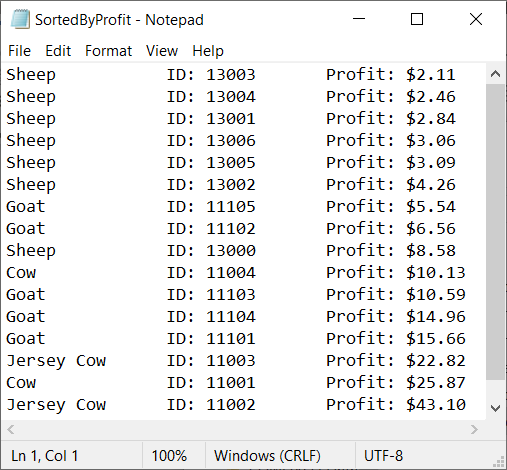 SortedByProfit - Notepad
File Edit Format View Help
Sheep ID: 13003 Profit: $2.11
Sheep ID: 13004 Profit: $2.46
Sheep ID: 13001 Profit: $2.84
Sheep ID: 13006 Profit: $3.06
Sheep ID: 13005 Profit: $3.09
Sheep ID: 13002 Profit: $4.26
Goat ID: 11105 Profit: $5.54
Goat ID: 11102 Profit: $6.56
Sheep ID: 13000 Profit: $8.58
Cow ID: 11004 Profit: $10.13
Goat ID: 11103 Profit: $10.59
Goat ID: 11104 Profit: $14.96
Goat ID: 11101 Profit: $15.66
Jersey Cow ID: 11003 Profit: $22.82
Cow ID: 11001 Profit: $25.87
Jersey Cow ID: 11002 Profit: $43.10
Ln 1, Col 1 100% Windows (CRLF) UTF-8